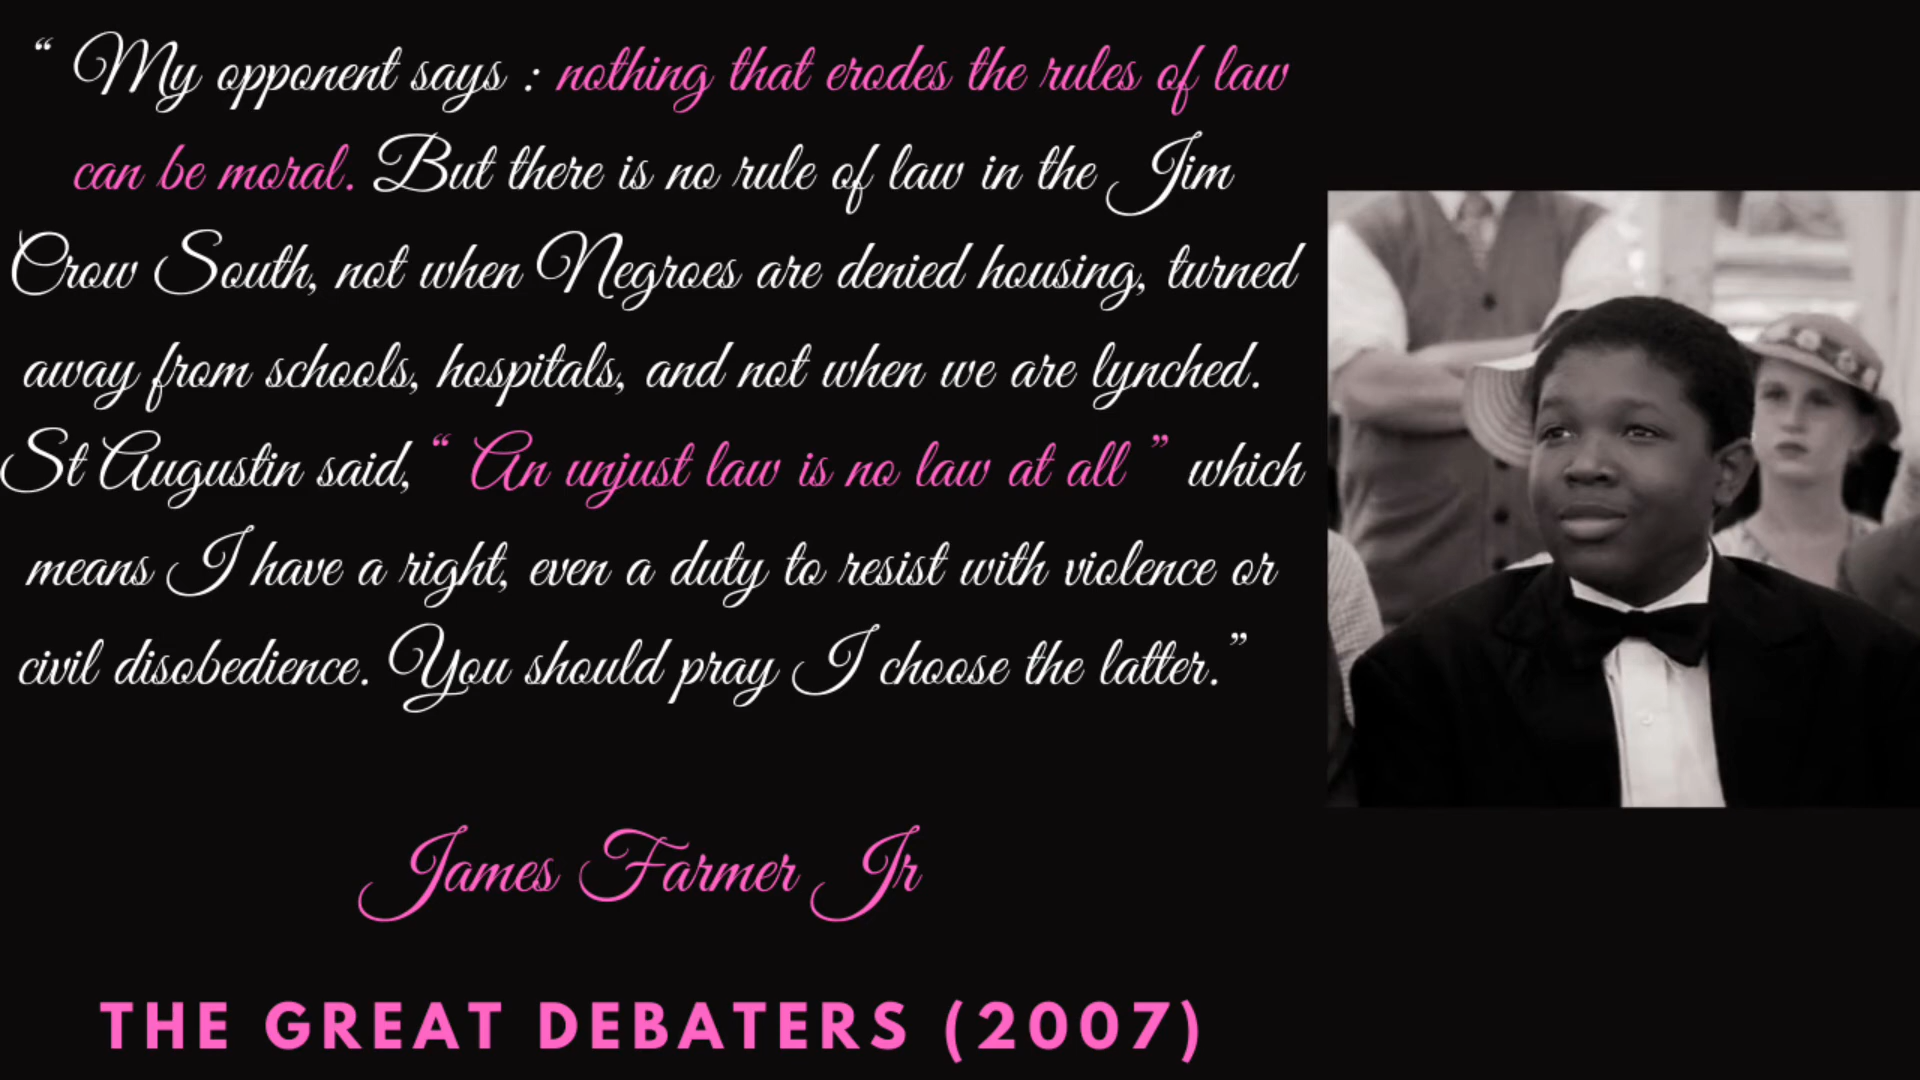 “ My opponent says : nothing that erodes the rules of law
can be moral. But there is no rule of law in the Jim
Crow South, not when Negroes are denied housing, turned
away from schools, hospitals, and not when we are lynched.
St Augustin said, “ An unjust law is no law at all ” which
means I have a right, even a duty to resist with violence or
civil disobedience. You should pray I choose the latter.”
James Farmer Jr
THE GREAT DEBATERS (2007)